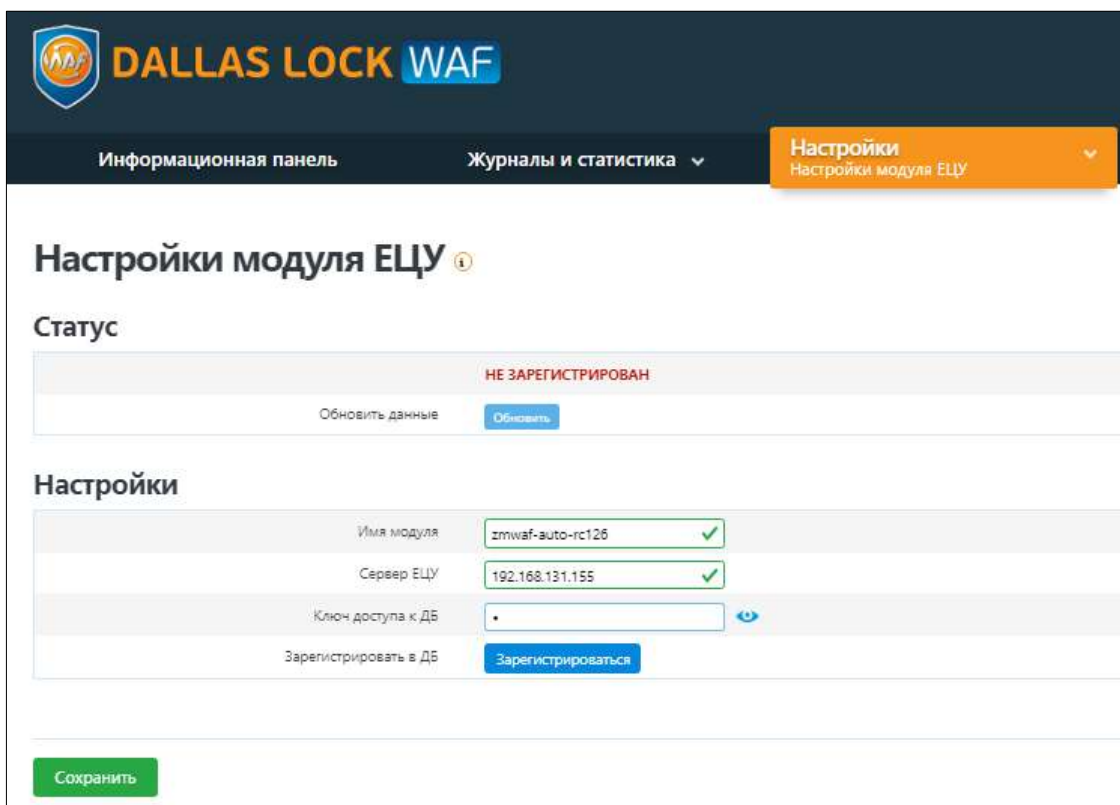 WAF
DALLAS LOCK WAF
Информационная панель
Журналы и статистика
Настройки
Настройки модуля ЕЦУ
Настройки модуля ЕЦУ i
Статус
НЕ ЗАРЕГИСТРИРОВАН
Обновить данные Обновить
Настройки
Имя модуля zmwaf-auto-rc126
Сервер ЕЦУ 192.168.131.155
Ключ доступа к ДБ •
Зарегистрировать в ДБ Зарегистрироваться
Сохранить